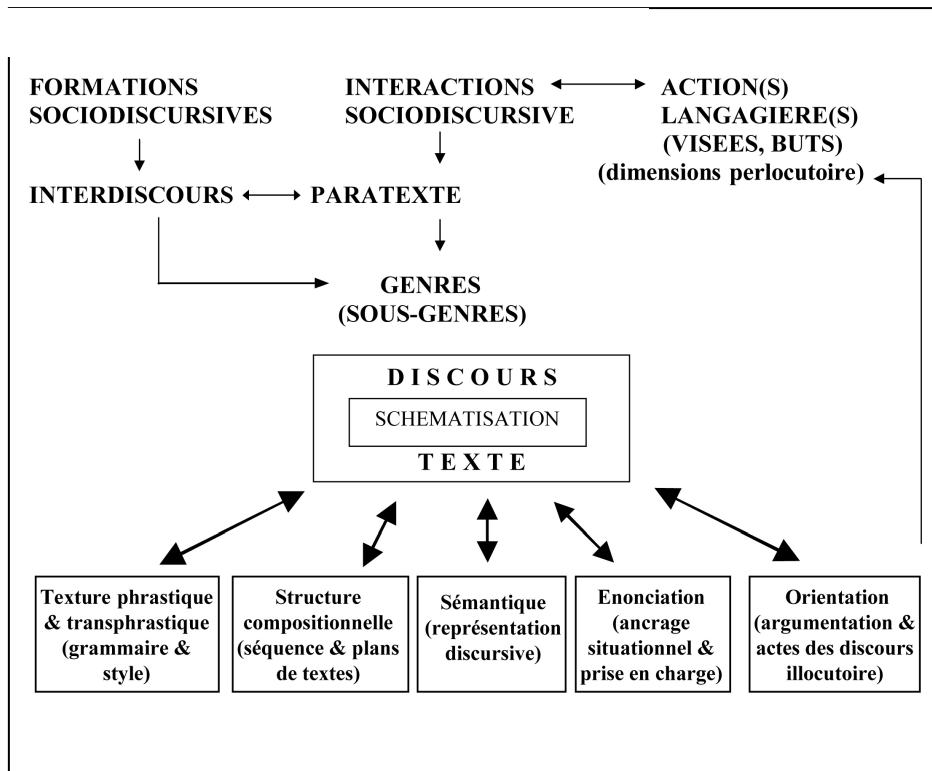 FORMATIONS
SOCIODISCURSIVES
INTERACTIONS
SOCIODISCURSIVE
ACTION(S)
LANGAGIERE(S)
(VISEES, BUTS)
(dimensions perlocutoire)
INTERDISCOURS
PARATEXTE
GENRES
(SOUS-GENRES)
D I S C O U R S
SCHEMATISATION
T E X T E
Texture phrastique
& transphrastique
(grammaire &
style)
Structure
compositionnelle
(séquence & plans
de textes)
Sémantique
(représentation
discursive)
Enonciation
(ancrage
situationnel &
prise en charge)
Orientation
(argumentation &
actes des discours
illocutoire)